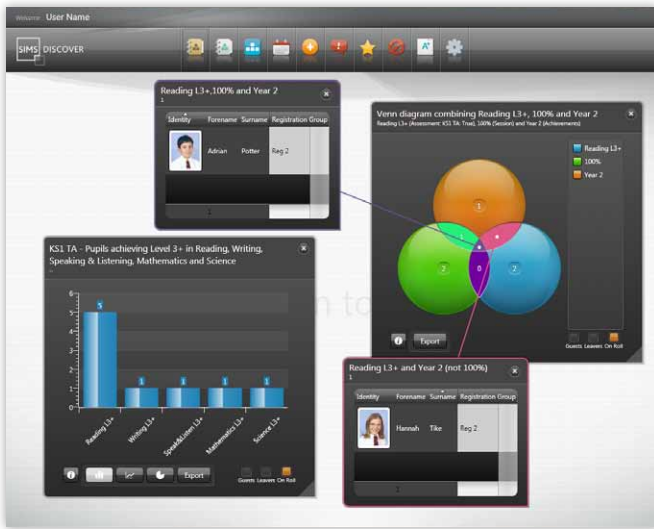 Welcome User Name
SIMS DISCOVER
A*
Reading L3+,100% and Year 2
1
Identity Forename Surname Registration Group
Adrian Potter Reg 2
1
Venn diagram combining Reading L3+, 100% and Year 2
Reading L3+ (Assessment: KS1 TA: True), 100% (Session) and Year 2 (Achievements)
Reading L3+
100%
Year 2
1
1
2
0
2
Export
Guests Leavers On Roll
KS1 TA - Pupils achieving Level 3+ in Reading, Writing,
Speaking & Listening, Mathematics and Science
6
5
4
3
2
1
0
5
1
1
1
1
Reading L3+
Writing L3+
Speak&Listen L3+
Mathematics L3+
Science L3+
Export
Guests Leavers On Roll
Reading L3+ and Year 2 (not 100%)
1
Identity Forename Surname Registration Group
Hannah Tike Reg 2
1